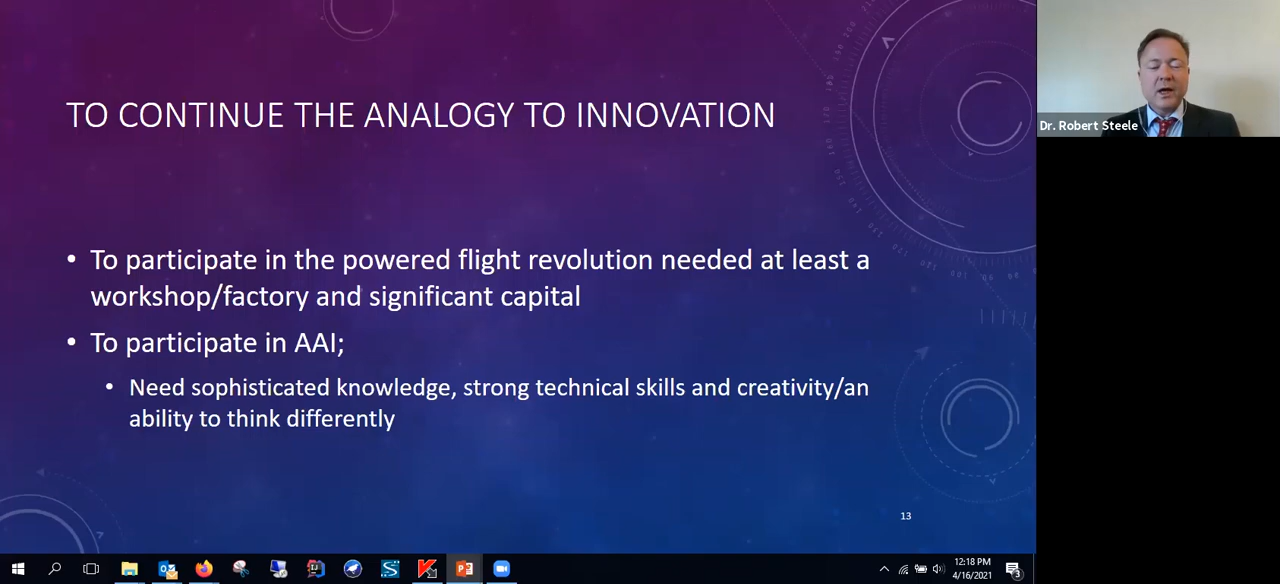 TO CONTINUE THE ANALOGY TO INNOVATION
• To participate in the powered flight revolution needed at least a
workshop/factory and significant capital
• To participate in AAI;
• Need sophisticated knowledge, strong technical skills and creativity/an
ability to think differently
13
Dr. Robert Steele
12:18 PM
4/16/2021
3